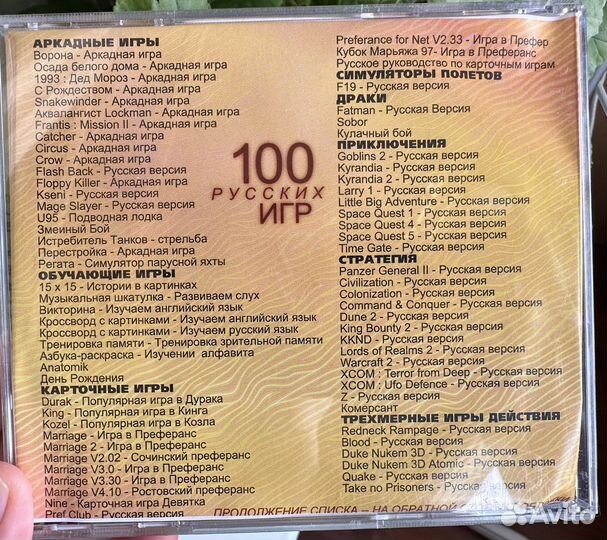 АРКАДНЫЕ ИГРЫ
Ворона - Аркадная игра
Осада белого дома - Аркадная игра
1993 : Дед Мороз - Аркадная игра
С Рождеством - Аркадная игра
Snakewinder - Аркадная игра
Аквалангист Lockman - Аркадная игра
Frantis : Mission II - Аркадная игра
Catcher - Аркадная игра
Circus - Аркадная игра
Crow - Аркадная игра
Flash Back - Русская версия
Floppy Killer - Аркадная игра
Kseni - Русская версия
Mage Slayer - Русская версия
U95 - Подводная лодка
Змеиный Бой
Истребитель Танков - стрельба
Перестройка - Аркадная игра
Регата - Симулятор парусной яхты
ОБУЧАЮЩИЕ ИГРЫ
15 x 15 - Истории в картинках
Музыкальная шкатулка - Развиваем слух
Викторина - Изучаем английский язык
Кроссворд с картинками - Изучаем английский язык
Кроссворд с картинками - Изучаем русский язык
Тренировка памяти - Тренировка зрительной памяти
Азбука-раскраска - Изучении алфавита
Anatomik
День Рождения
КАРТОЧНЫЕ ИГРЫ
Durak - Популярная игра в Дурака
King - Популярная игра в Кинга
Kozel - Популярная игра в Козла
Marriage - Игра в Преферанс
Marriage 2 - Игра в Преферанс
Marriage V2.02 - Сочинский преферанс
Marriage V3.0 - Игра в Преферанс
Marriage V3.30 - Игра в Преферанс
Marriage V4.10 - Ростовский преферанс
Nine - Карточная игра Девятка
Pref Club - Русская версия
100
РУССКИХ
ИГР
Preferance for Net V2.33 - Игра в Префер
Кубок Марьяжа 97- Игра в Преферанс
Русское руководство по карточным играм
СИМУЛЯТОРЫ ПОЛЕТОВ
F19 - Русская версия
ДРАКИ
Fatman - Русская Версия
Sobor
Кулачный бой
ПРИКЛЮЧЕНИЯ
Goblins 2 - Русская версия
Kyrandia - Русская версия
Kyrandia 2 - Русская версия
Larry 1 - Русская версия
Little Big Adventure - Русская версия
Space Quest 1 - Русская версия
Space Quest 4 - Русская версия
Space Quest 5 - Русская версия
Time Gate - Русская версия
СТРАТЕГИЯ
Panzer General II - Русская версия
Civilization - Русская версия
Colonization - Русская версия
Command & Conquer - Русская версия
Dune 2 - Русская версия
King Bounty 2 - Русская версия
KKND - Русская версия
Lords of Realms 2 - Русская версия
Warcraft 2 - Русская версия
XCOM : Terror from Deep - Русская версия
XCOM : Ufo Defence - Русская версия
Z - Русская версия
Комерсант
ТРЕХМЕРНЫЕ ИГРЫ ДЕЙСТВИЯ
Redneck Rampage - Русская версия
Blood - Русская версия
Duke Nukem 3D - Русская версия
Duke Nukem 3D Atomic - Русская версия
Quake - Русская версия
Take no Prisoners - Русская версия
ПРОДОЛЖЕНИЕ СПИСКА – НА ОБРАТНОЙ
Avito